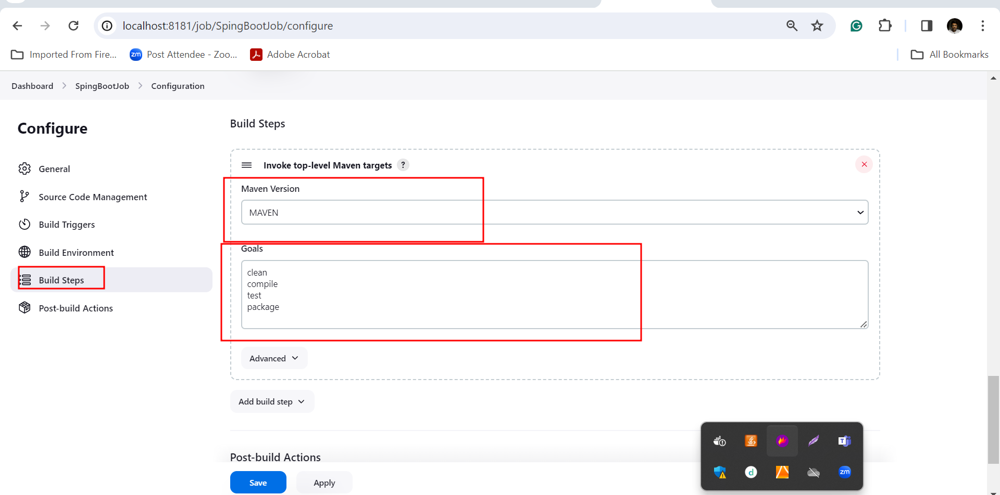 localhost:8181/job/SpingBootJob/configure
Imported From Fire...
zm
Post Attendee - Zoo...
Adobe Acrobat
All Bookmarks
Dashboard
SpingBootJob
Configuration
Configure
General
Source Code Management
Build Triggers
Build Environment
Build Steps
Post-build Actions
Build Steps
Invoke top-level Maven targets
?
Maven Version
MAVEN
Goals
clean
compile
test
package
Advanced
Add build step
Post-build Actions
Save
Apply
T
d
zm